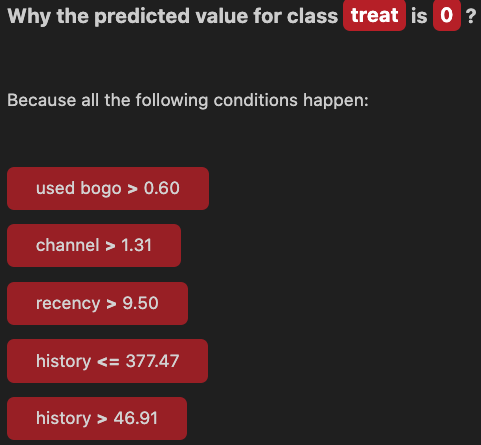 Why the predicted value for class treat is 0 ?
Because all the following conditions happen:
used bogo > 0.60
channel > 1.31
recency > 9.50
history <= 377.47
history > 46.91